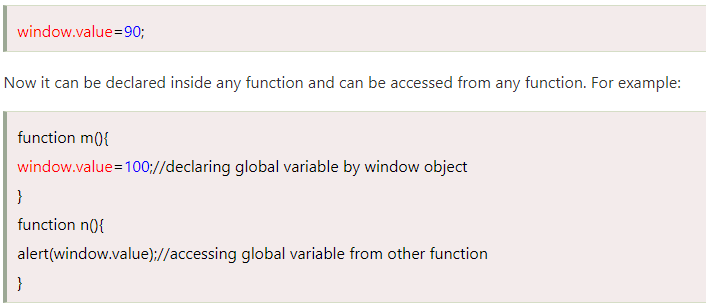 window.value=90;
Now it can be declared inside any function and can be accessed from any function. For example:
function m(){
window.value=100;//declaring global variable by window object
}
function n(){
alert(window.value);//accessing global variable from other function
}